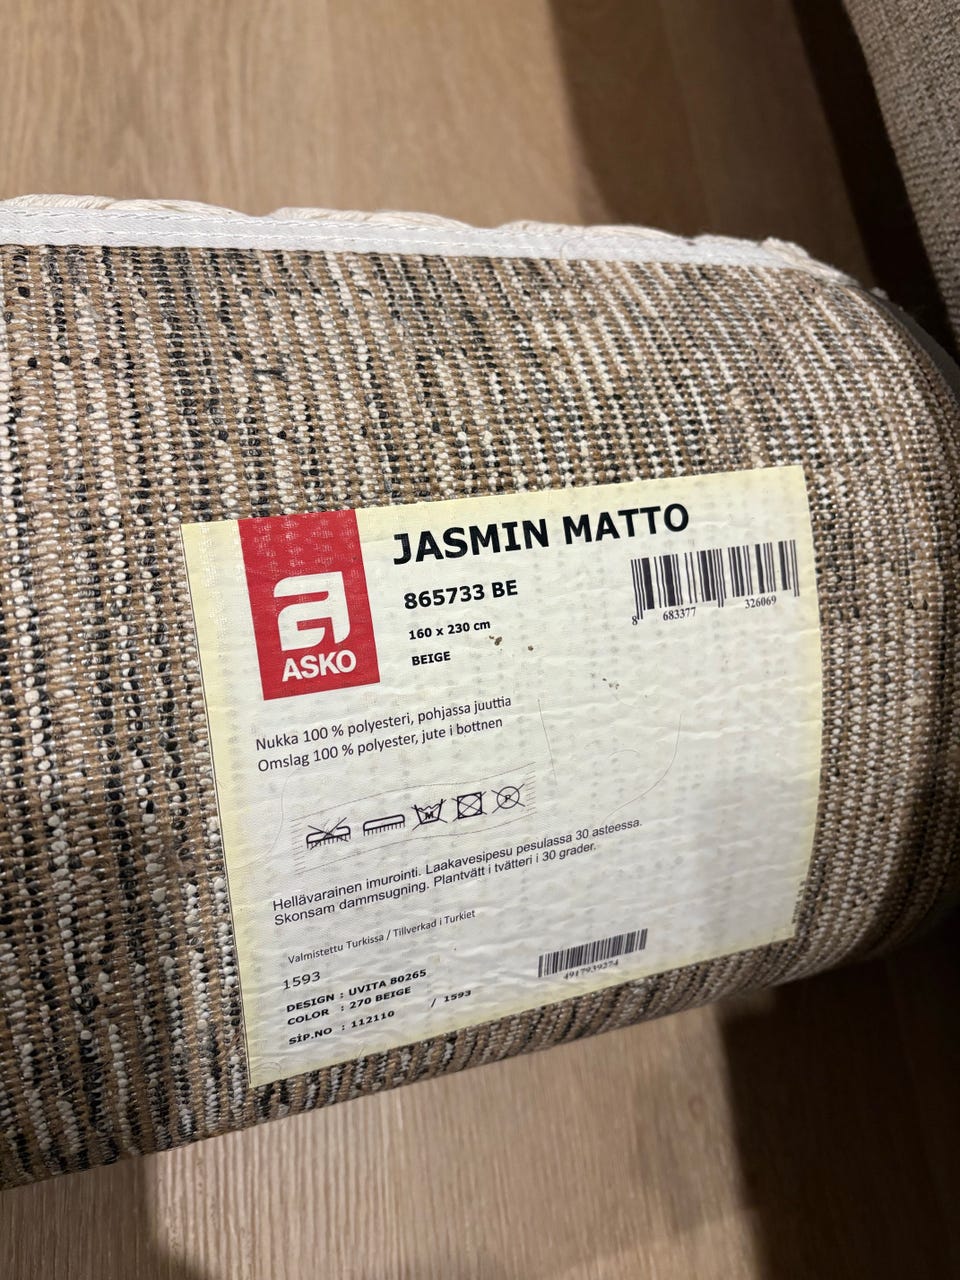 JASMIN MATTO
865733 BE
160 x 230 cm
BEIGE
8 683377 326069
ASKO
Nukka 100 % polyesteri, pohjassa juuttia
Omslag 100 % polyester, jute i bottnen
M P
Hellävarainen imurointi. Laakavesipesu pesulassa 30 asteessa.
Skonsam dammsugning. Plantvätt i tvätteri i 30 grader.
Valmistettu Turkissa / Tillverkad i Turkiet
1593
DESIGN : UVITA B0265
COLOR : 270 BEIGE / 1593
SİP.NO : 112110
4917939274